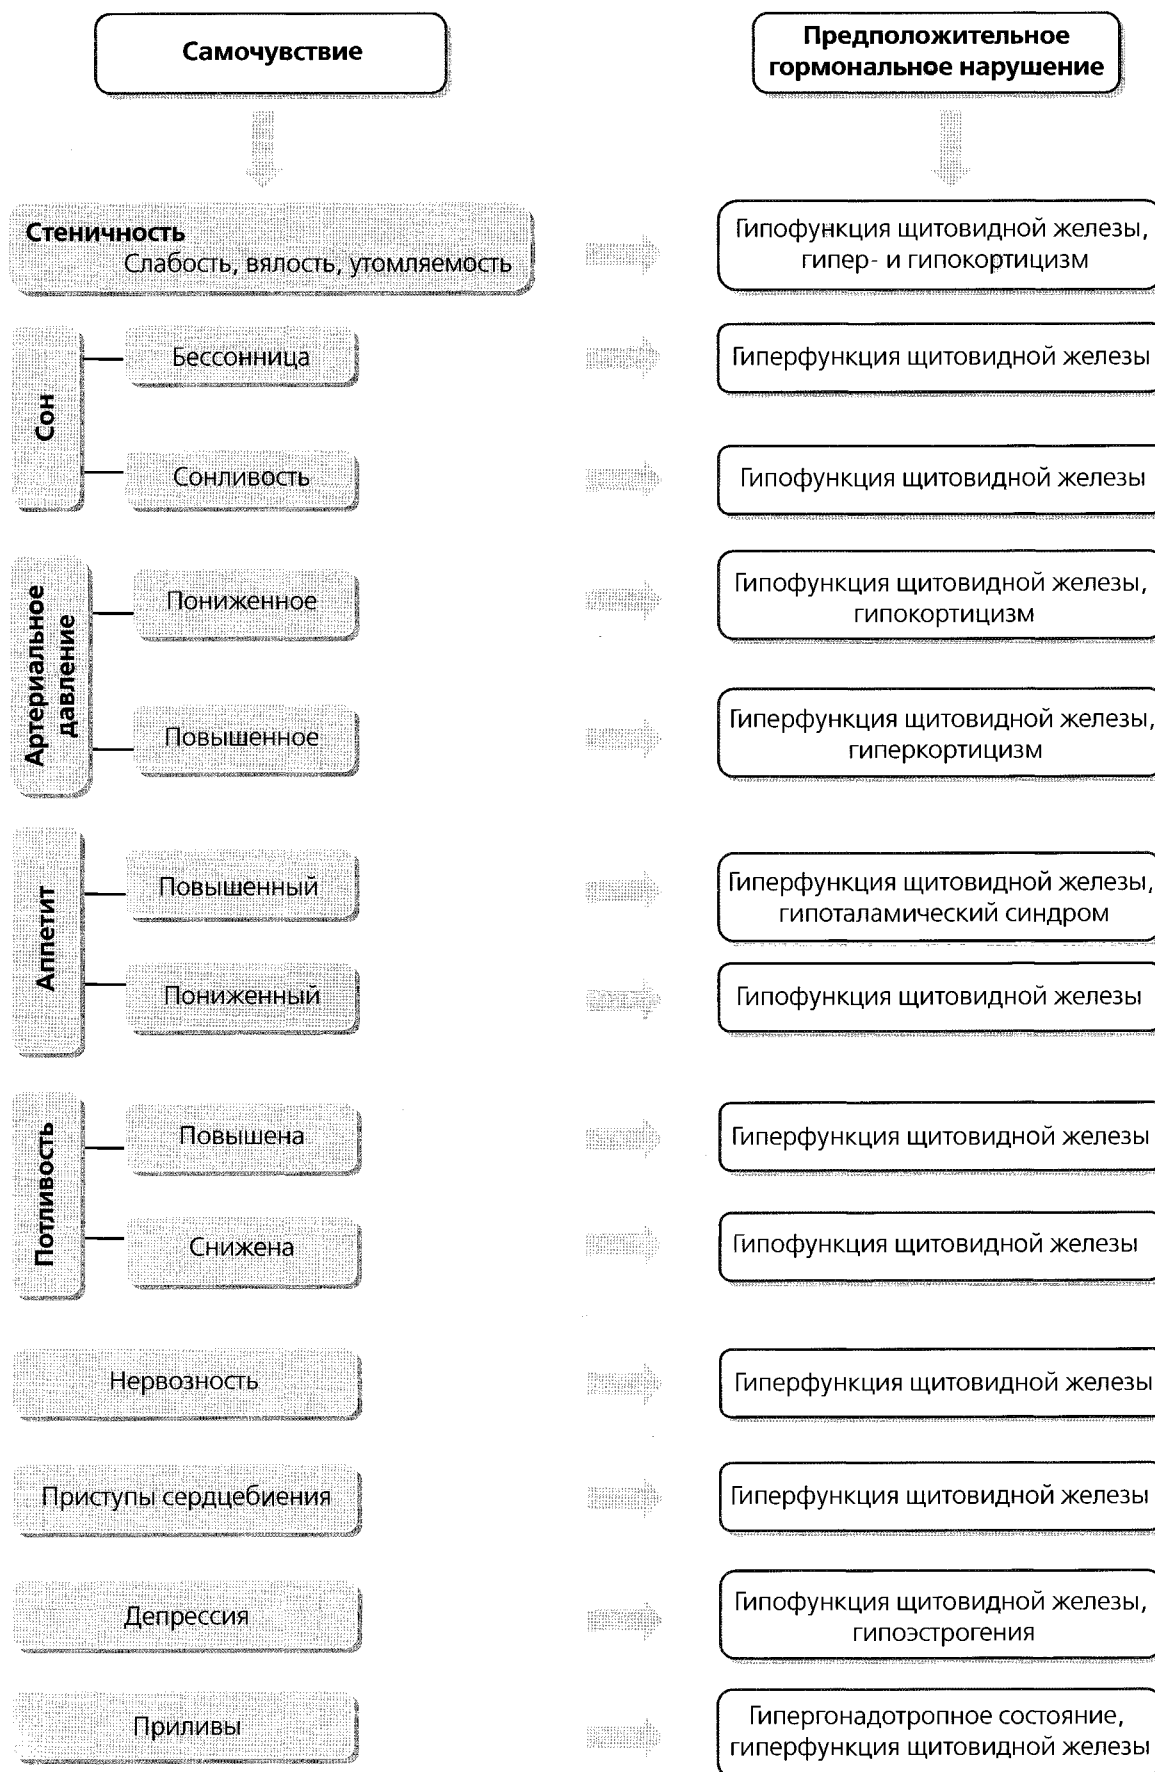 Самочувствие
Предположительное
гормональное нарушение
Стеничность
Слабость, вялость, утомляемость
Гипофункция щитовидной железы,
гипер- и гипокортицизм
Сон
Бессонница
Гиперфункция щитовидной железы
Сонливость
Гипофункция щитовидной железы
Артериальное
давление
Пониженное
Гипофункция щитовидной железы,
гипокортицизм
Повышенное
Гиперфункция щитовидной железы,
гиперкортицизм
Аппетит
Повышенный
Гиперфункция щитовидной железы,
гипоталамический синдром
Пониженный
Гипофункция щитовидной железы
Потливость
Повышена
Гиперфункция щитовидной железы
Снижена
Гипофункция щитовидной железы
Нервозность
Гиперфункция щитовидной железы
Приступы сердцебиения
Гиперфункция щитовидной железы
Депрессия
Гипофункция щитовидной железы,
гипоэстрогения
Приливы
Гипергонадотропное состояние,
гиперфункция щитовидной железы